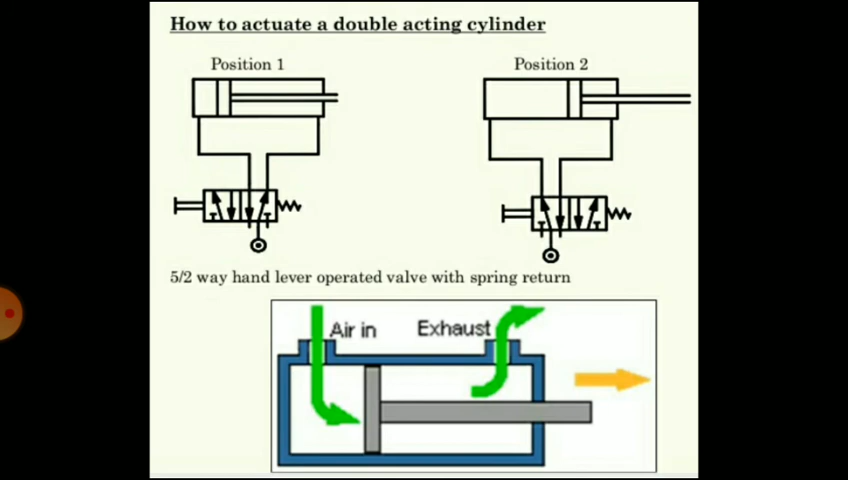 How to actuate a double acting cylinder
Position 1
Position 2
5/2 way hand lever operated valve with spring return
Air in
Exhaust